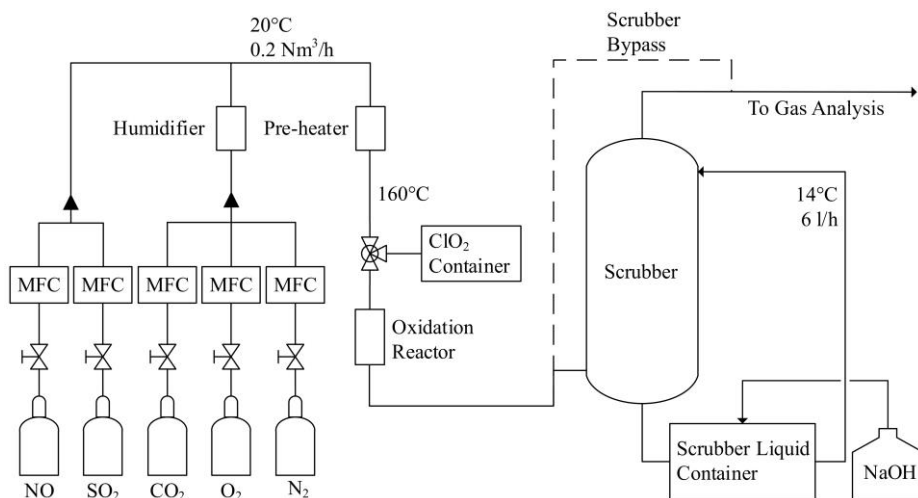 20°C
0.2 Nm³/h
Scrubber
Bypass
To Gas Analysis
Humidifier
Pre-heater
160°C
14°C
6 l/h
ClO₂
Container
Scrubber
MFC
MFC
MFC
MFC
MFC
Oxidation
Reactor
Scrubber Liquid
Container
NaOH
NO
SO₂
CO₂
O₂
N₂